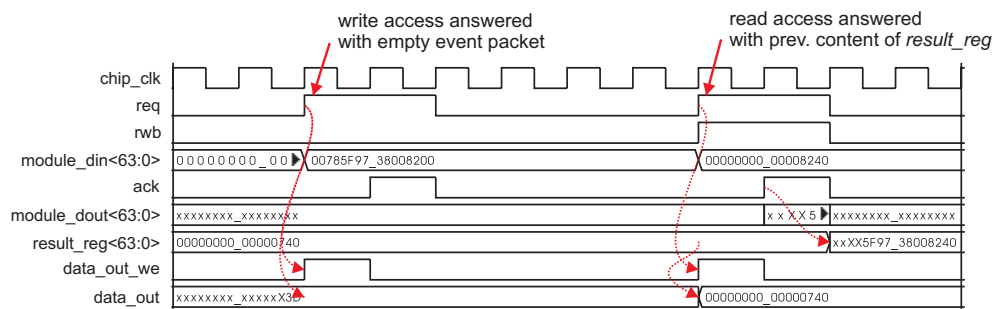 write access answered
with empty event packet
read access answered
with prev. content of result_reg
chip_clk
req
rwb
module_din<63:0> 00000000_00 00785F97_38008200 00000000_00008240
ack
module_dout<63:0> xxxxxxxx_xxxxxxxx xxXX5 xxxxxxxx_xxxxxxxx
result_reg<63:0> 00000000_00000740 xxXX5F97_38008240
data_out_we
data_out xxxxxxxx_xxxxxX3D 00000000_00000740